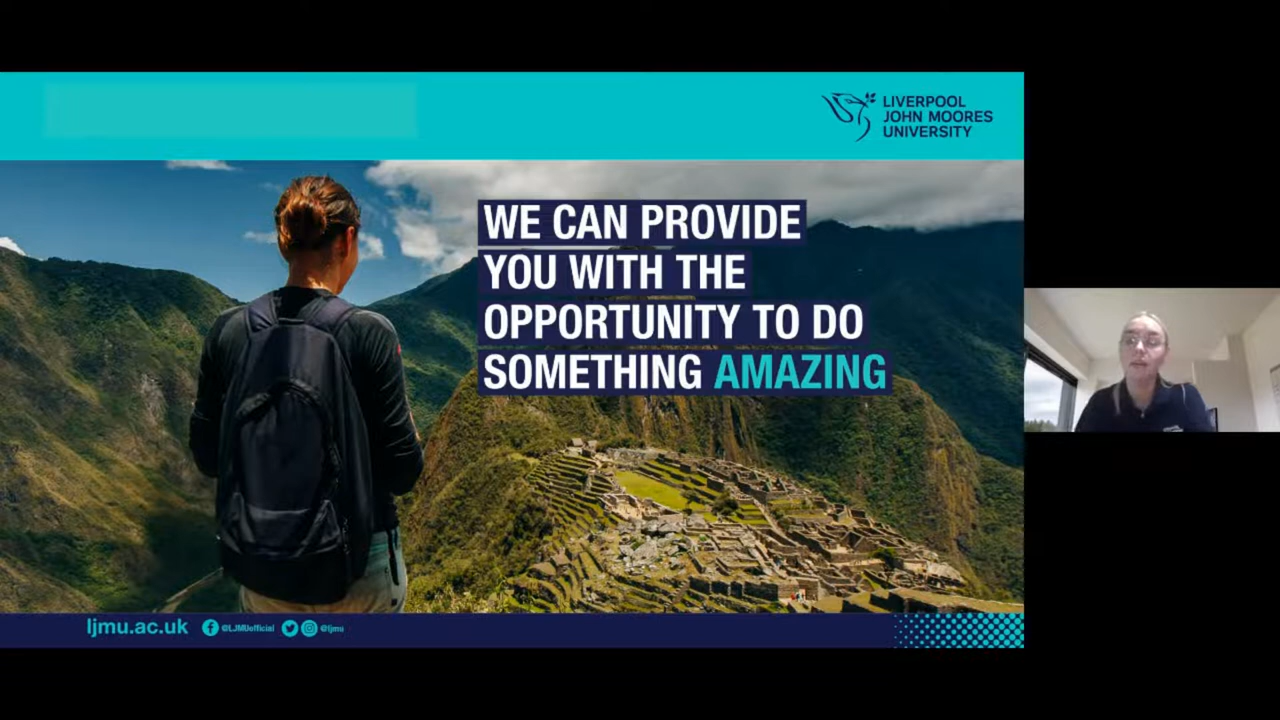 LIVERPOOL
JOHN MOORES
UNIVERSITY
WE CAN PROVIDE
YOU WITH THE
OPPORTUNITY TO DO
SOMETHING AMAZING
ljmu.ac.uk @LJMUofficial @ljmu